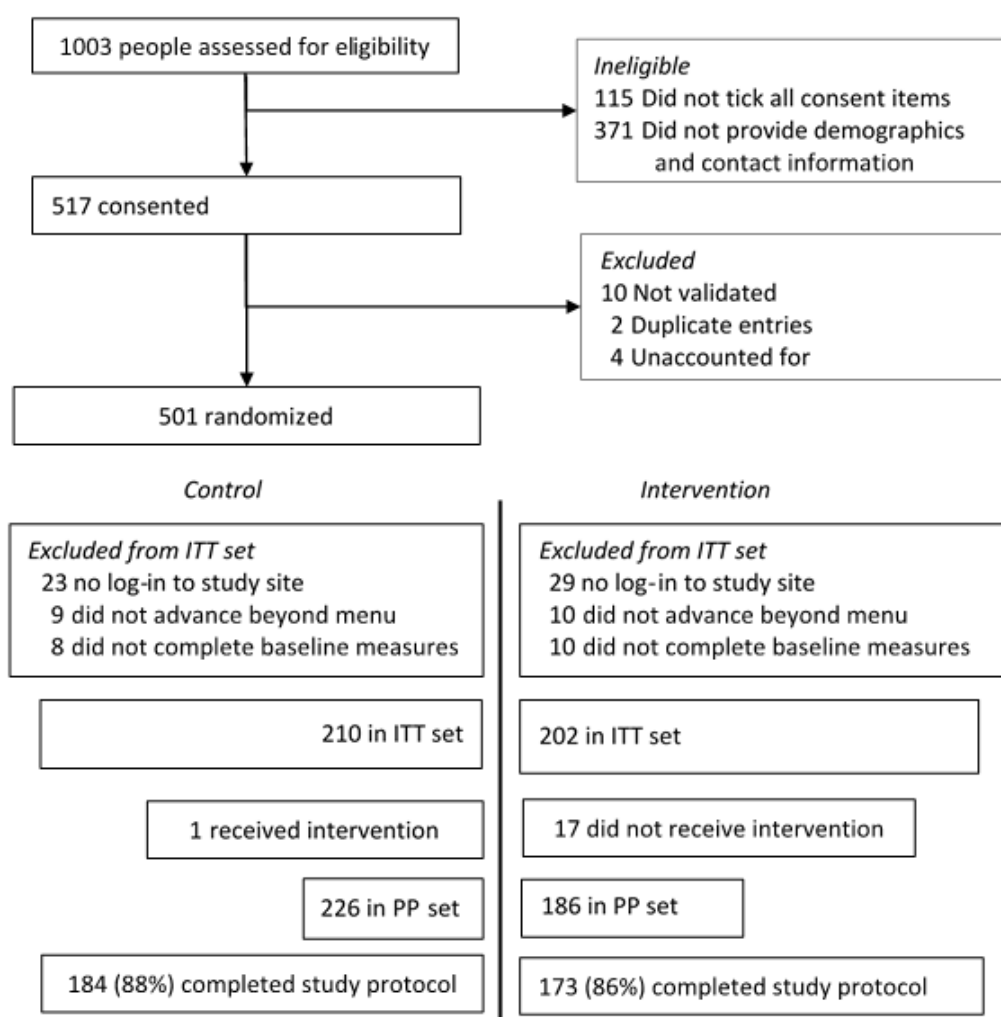 1003 people assessed for eligibility
Ineligible
115 Did not tick all consent items
371 Did not provide demographics
and contact information
517 consented
Excluded
10 Not validated
2 Duplicate entries
4 Unaccounted for
501 randomized
Control
Intervention
Excluded from ITT set
23 no log-in to study site
9 did not advance beyond menu
8 did not complete baseline measures
Excluded from ITT set
29 no log-in to study site
10 did not advance beyond menu
10 did not complete baseline measures
210 in ITT set
202 in ITT set
1 received intervention
17 did not receive intervention
226 in PP set
186 in PP set
184 (88%) completed study protocol
173 (86%) completed study protocol